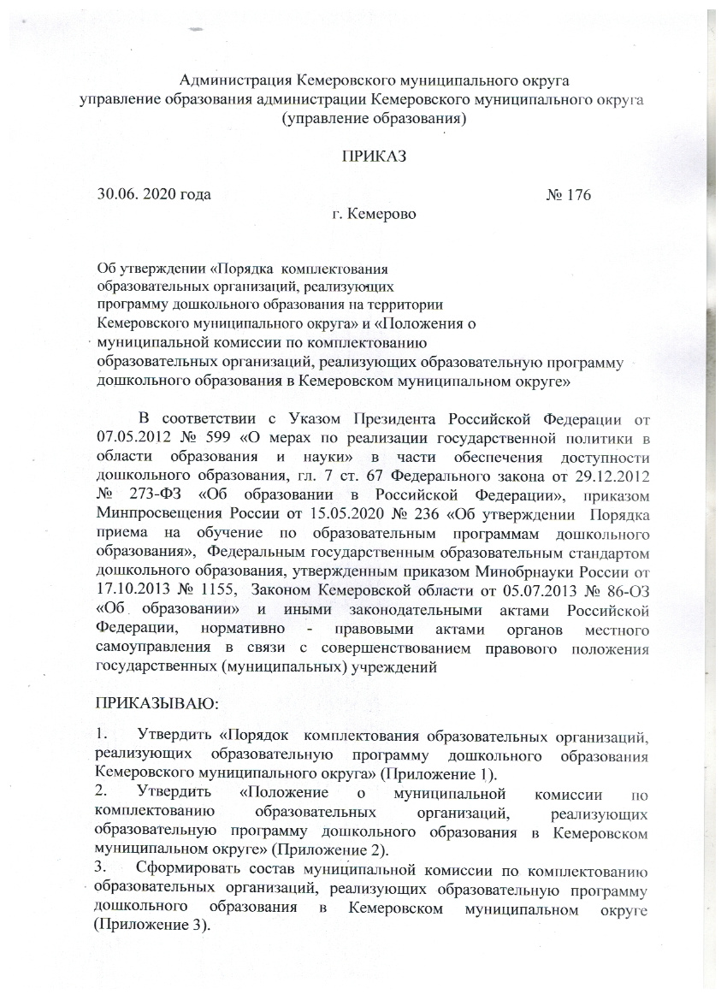 Администрация Кемеровского муниципального округа
управление образования администрации Кемеровского муниципального округа
(управление образования)
ПРИКАЗ
30.06. 2020 года № 176
г. Кемерово
Об утверждении «Порядка комплектования
образовательных организаций, реализующих
программу дошкольного образования на территории
Кемеровского муниципального округа» и «Положения о
муниципальной комиссии по комплектованию
образовательных организаций, реализующих образовательную программу
дошкольного образования в Кемеровском муниципальном округе»
В соответствии с Указом Президента Российской Федерации от
07.05.2012 № 599 «О мерах по реализации государственной политики в
области образования и науки» в части обеспечения доступности
дошкольного образования, гл. 7 ст. 67 Федерального закона от 29.12.2012
№ 273-ФЗ «Об образовании в Российской Федерации», приказом
Минпросвещения России от 15.05.2020 № 236 «Об утверждении Порядка
приема на обучение по образовательным программам дошкольного
образования», Федеральным государственным образовательным стандартом
дошкольного образования, утвержденным приказом Минобрнауки России от
17.10.2013 № 1155, Законом Кемеровской области от 05.07.2013 № 86-ОЗ
«Об образовании» и иными законодательными актами Российской
Федерации, нормативно - правовыми актами органов местного
самоуправления в связи с совершенствованием правового положения
государственных (муниципальных) учреждений
ПРИКАЗЫВАЮ:
1. Утвердить «Порядок комплектования образовательных организаций,
реализующих образовательную программу дошкольного образования
Кемеровского муниципального округа» (Приложение 1).
2. Утвердить «Положение о муниципальной комиссии по
комплектованию образовательных организаций, реализующих
образовательную программу дошкольного образования в Кемеровском
муниципальном округе» (Приложение 2).
3. Сформировать состав муниципальной комиссии по комплектованию
образовательных организаций, реализующих образовательную программу
дошкольного образования в Кемеровском муниципальном округе
(Приложение 3).